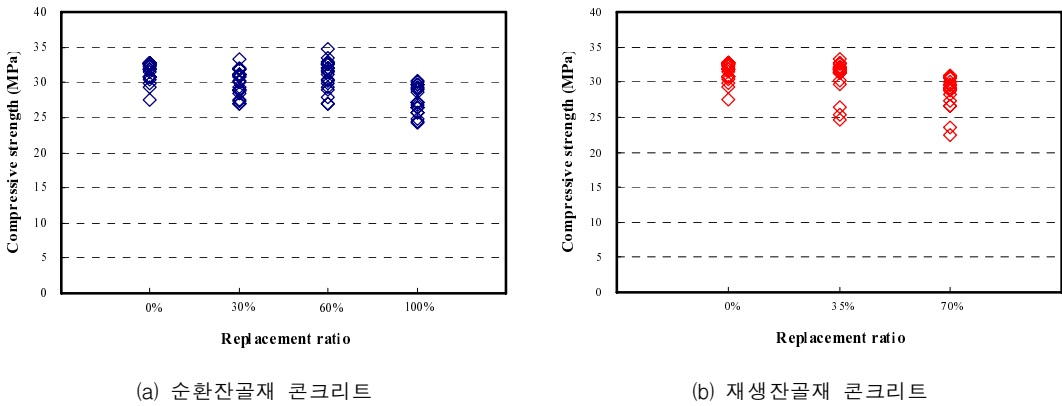 40
35
30
25
20
15
10
5
0
Compressive strength (MPa)
0% 30% 60% 100%
Replacement ratio
(a) 순환잔골재 콘크리트
40
35
30
25
20
15
10
5
0
Compressive strength (MPa)
0% 35% 70%
Replacement ratio
(b) 재생잔골재 콘크리트